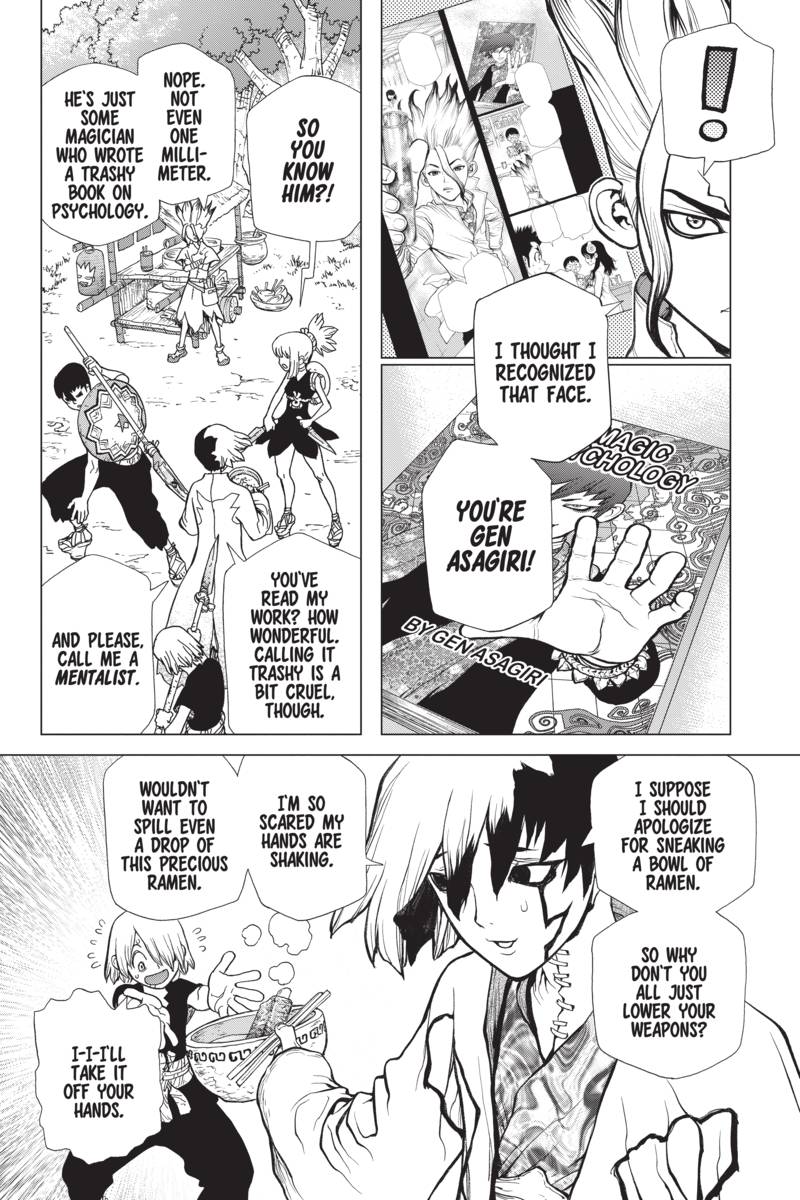 !
I THOUGHT I
RECOGNIZED
THAT FACE.
MAGIC
CHOLOGY
YOU'RE
GEN
ASAGIRI!
BY GEN ASAGIRI
SO
YOU
KNOW
HIM?!
NOPE.
NOT
EVEN
ONE
MILLI-
METER.
HE'S JUST
SOME
MAGICIAN
WHO WROTE
A TRASHY
BOOK ON
PSYCHOLOGY.
YOU'VE
READ MY
WORK? HOW
WONDERFUL.
CALLING IT
TRASHY IS A
BIT CRUEL,
THOUGH.
AND PLEASE,
CALL ME A
MENTALIST.
I SUPPOSE
I SHOULD
APOLOGIZE
FOR SNEAKING
A BOWL OF
RAMEN.
SO WHY
DON'T YOU
ALL JUST
LOWER YOUR
WEAPONS?
I'M SO
SCARED MY
HANDS ARE
SHAKING.
WOULDN'T
WANT TO
SPILL EVEN
A DROP OF
THIS PRECIOUS
RAMEN.
I-I-I'LL
TAKE IT
OFF YOUR
HANDS.